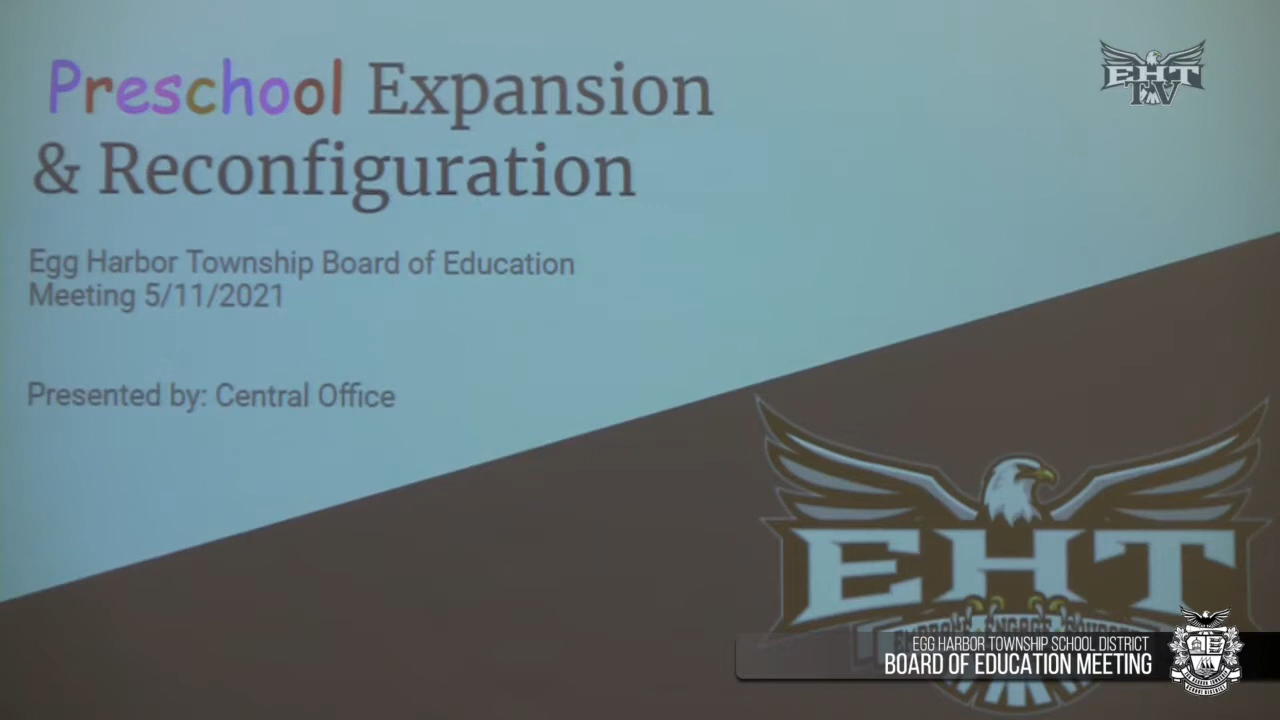 Preschool Expansion
& Reconfiguration
EHT
TV
Egg Harbor Township Board of Education
Meeting 5/11/2021
Presented by: Central Office
EHT
EGG HARBOR TOWNSHIP SCHOOL DISTRICT
BOARD OF EDUCATION MEETING